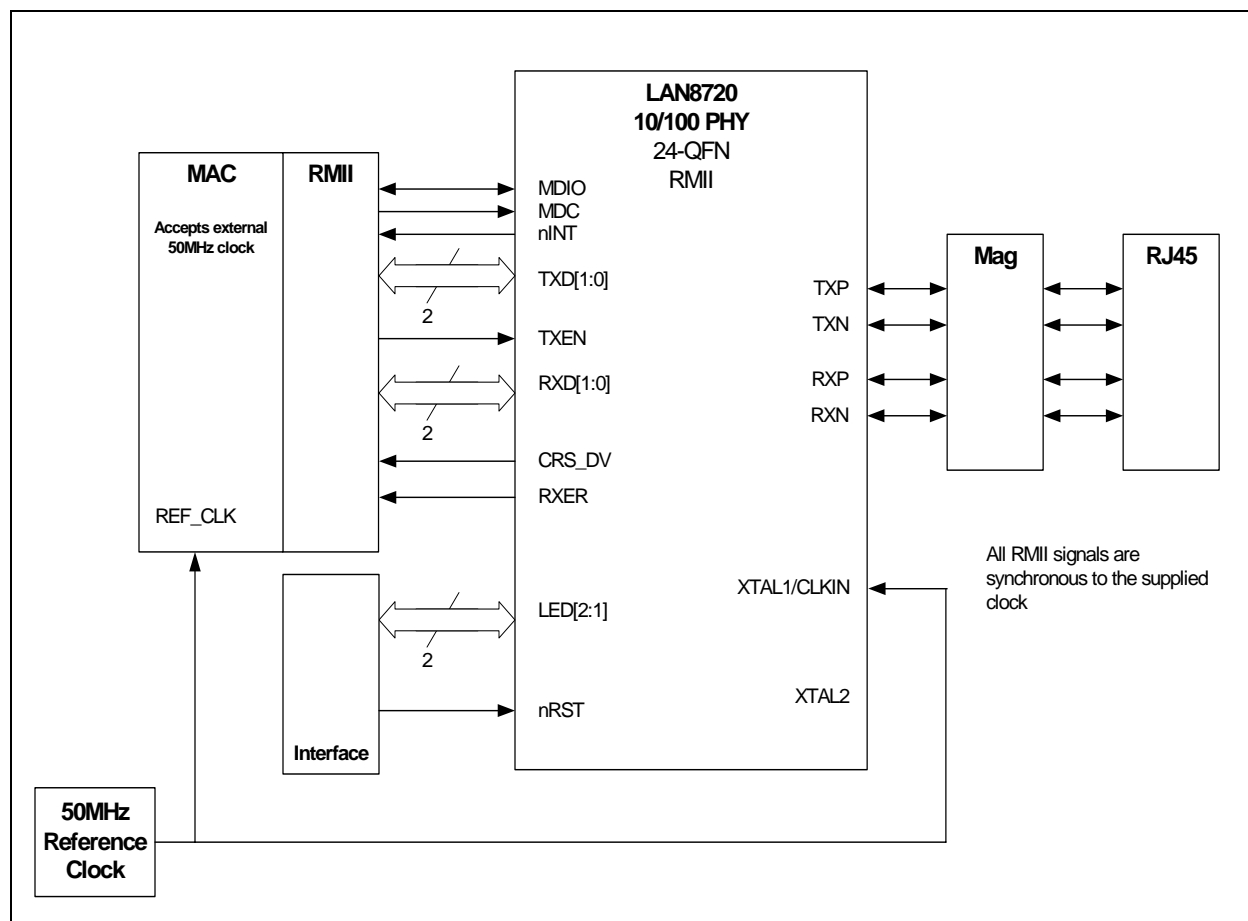 LAN8720
10/100 PHY
24-QFN
RMII
MAC
RMII
Accepts external
50MHz clock
REF_CLK
MDIO
MDC
nINT
TXD[1:0]
2
TXEN
RXD[1:0]
2
CRS_DV
RXER
LED[2:1]
2
nRST
Interface
TXP
TXN
RXP
RXN
XTAL1/CLKIN
XTAL2
Mag
RJ45
All RMII signals are
synchronous to the supplied
clock
50MHz
Reference
Clock